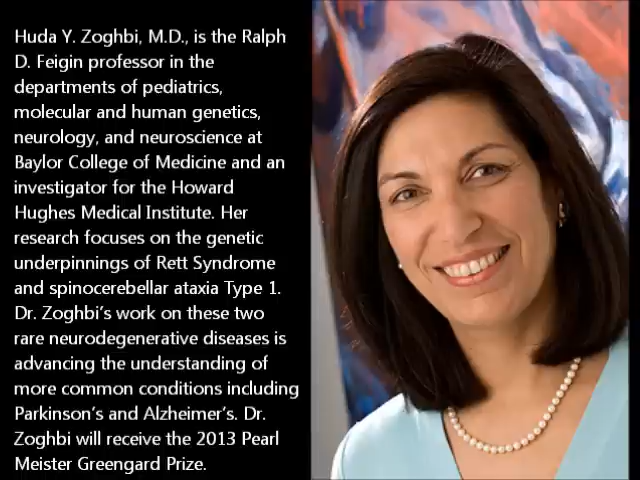 Huda Y. Zoghbi, M.D., is the Ralph
D. Feigin professor in the
departments of pediatrics,
molecular and human genetics,
neurology, and neuroscience at
Baylor College of Medicine and an
investigator for the Howard
Hughes Medical Institute. Her
research focuses on the genetic
underpinnings of Rett Syndrome
and spinocerebellar ataxia Type 1.
Dr. Zoghbi's work on these two
rare neurodegenerative diseases is
advancing the understanding of
more common conditions including
Parkinson's and Alzheimer's. Dr.
Zoghbi will receive the 2013 Pearl
Meister Greengard Prize.